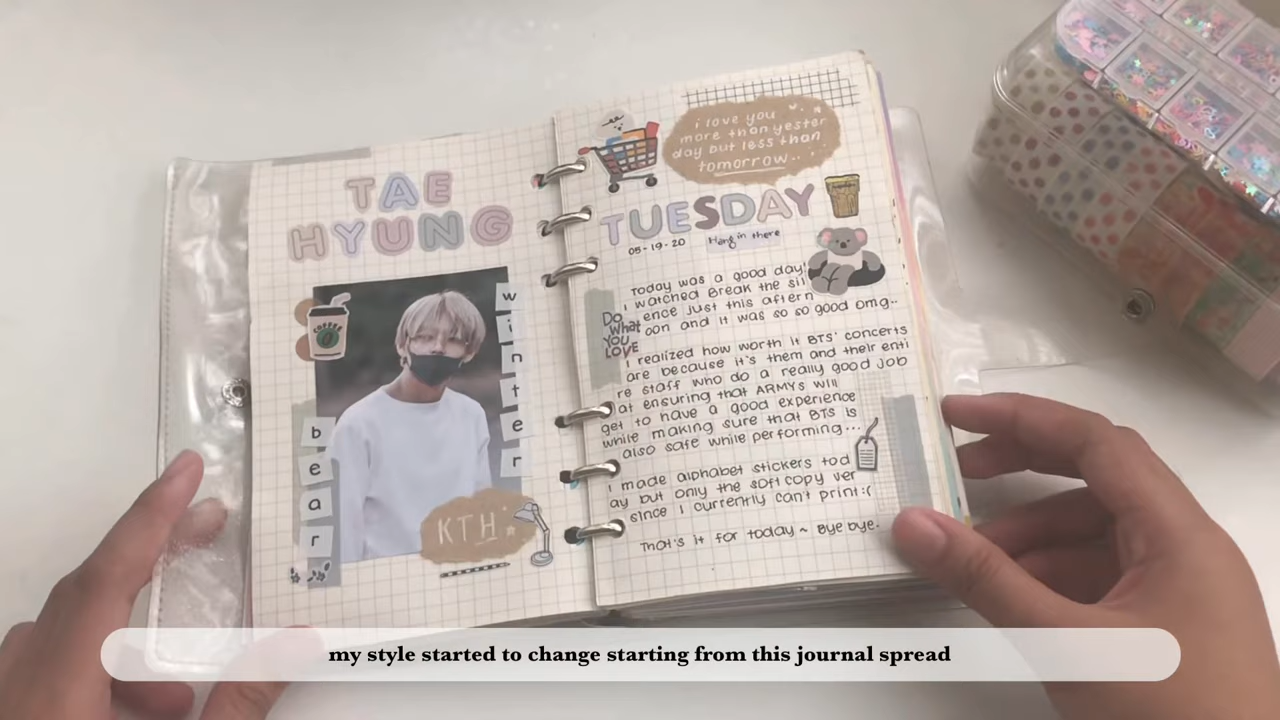 TAE
HYUNG
COFFEE
winter
bear
KTH
i love you
more than yester
day but less than
tomorrow..
TUESDAY
05-19-20
Hang in there
Do
what
you
LOVE
Today was a good day!
i watched Break the sil
ence just this aftern
oon and it was so so good omg..
i realized how worth it BTS' concerts
are because it's them and their enti
re staff who do a really good job
at ensuring that ARMYs will
get to have a good experience
while making sure that BTS is
also safe while performing...
i made alphabet stickers tod
ay but only the soft copy ver
since i currently can't print :(
That's it for today ~ Bye bye.
my style started to change starting from this journal spread